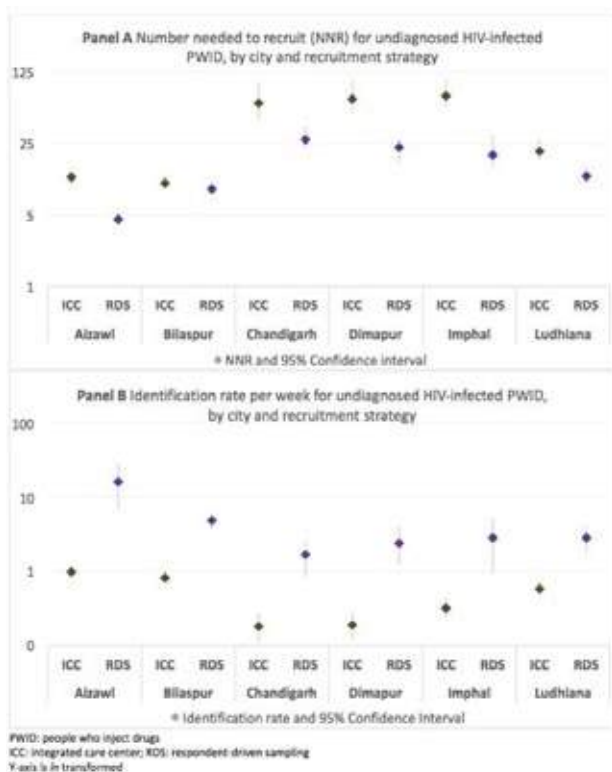 Panel A Number needed to recruit (NNR) for undiagnosed HIV-infected
PWID, by city and recruitment strategy
125
25
5
1
ICC RDS ICC RDS ICC RDS ICC RDS ICC RDS ICC RDS
Aizawl Bilaspur Chandigarh Dimapur Imphal Ludhiana
NNR and 95% Confidence interval
Panel B Identification rate per week for undiagnosed HIV-infected PWID,
by city and recruitment strategy
100
10
1
0
ICC RDS ICC RDS ICC RDS ICC RDS ICC RDS ICC RDS
Aizawl Bilaspur Chandigarh Dimapur Imphal Ludhiana
Identification rate and 95% Confidence Interval
PWID: people who inject drugs
ICC: integrated care center; RDS: respondent-driven sampling
Y-axis is ln transformed